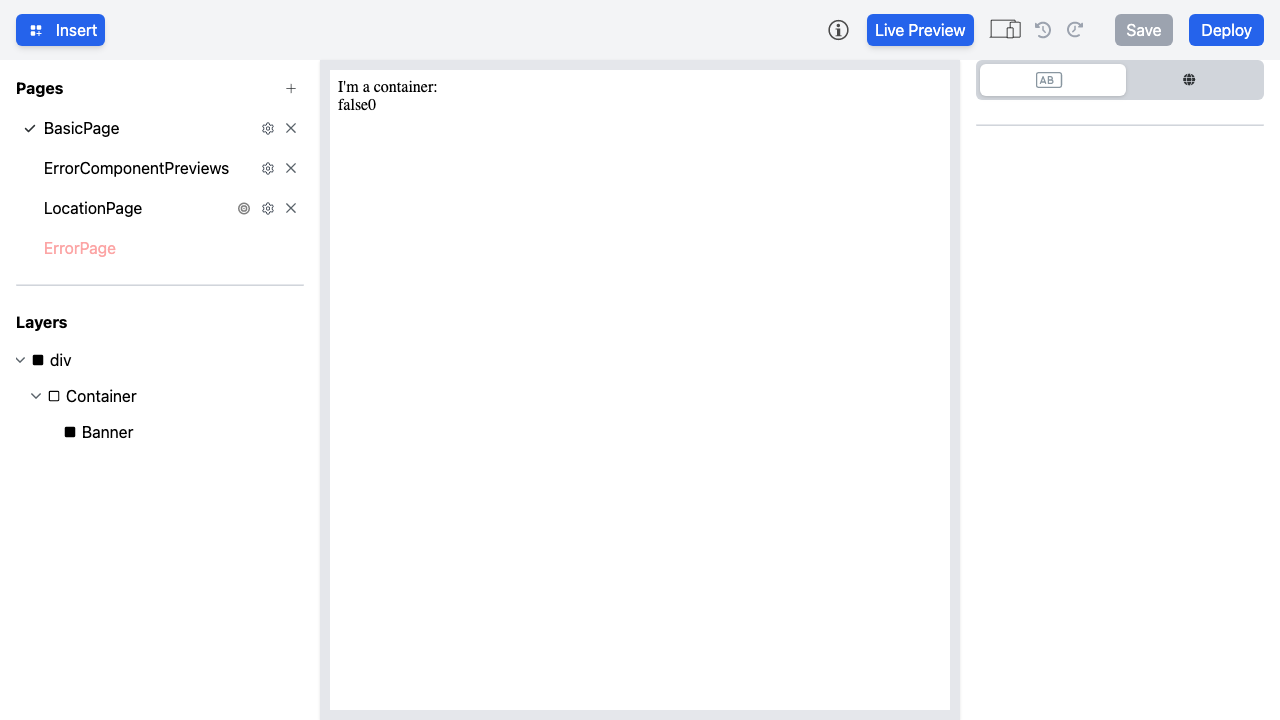 Insert
Live Preview
Save
Deploy
Pages
BasicPage
ErrorComponentPreviews
LocationPage
ErrorPage
Layers
div
Container
Banner
I'm a container:
false0
AB